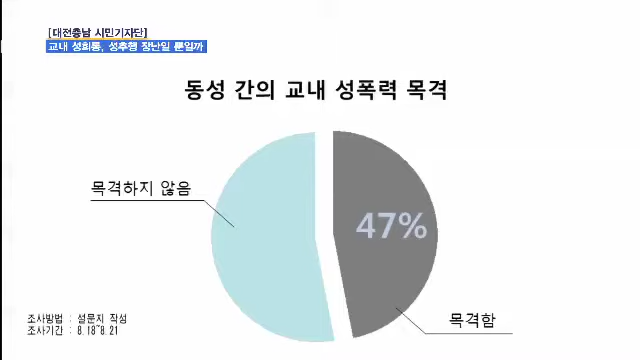 [대전충남 시민기자단]
교내 성희롱, 성추행 장난일 뿐일까
동성 간의 교내 성폭력 목격
목격하지 않음
47%
목격함
조사방법 : 설문지 작성
조사기간 : 8.18~8.21